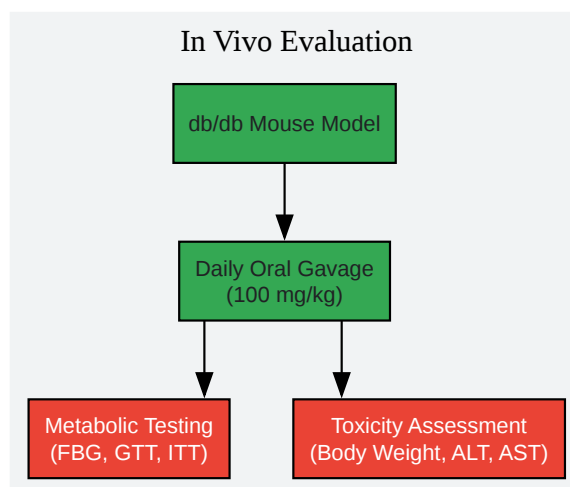 In Vivo Evaluation
db/db Mouse Model
Daily Oral Gavage
(100 mg/kg)
Metabolic Testing
(FBG, GTT, ITT)
Toxicity Assessment
(Body Weight, ALT, AST)